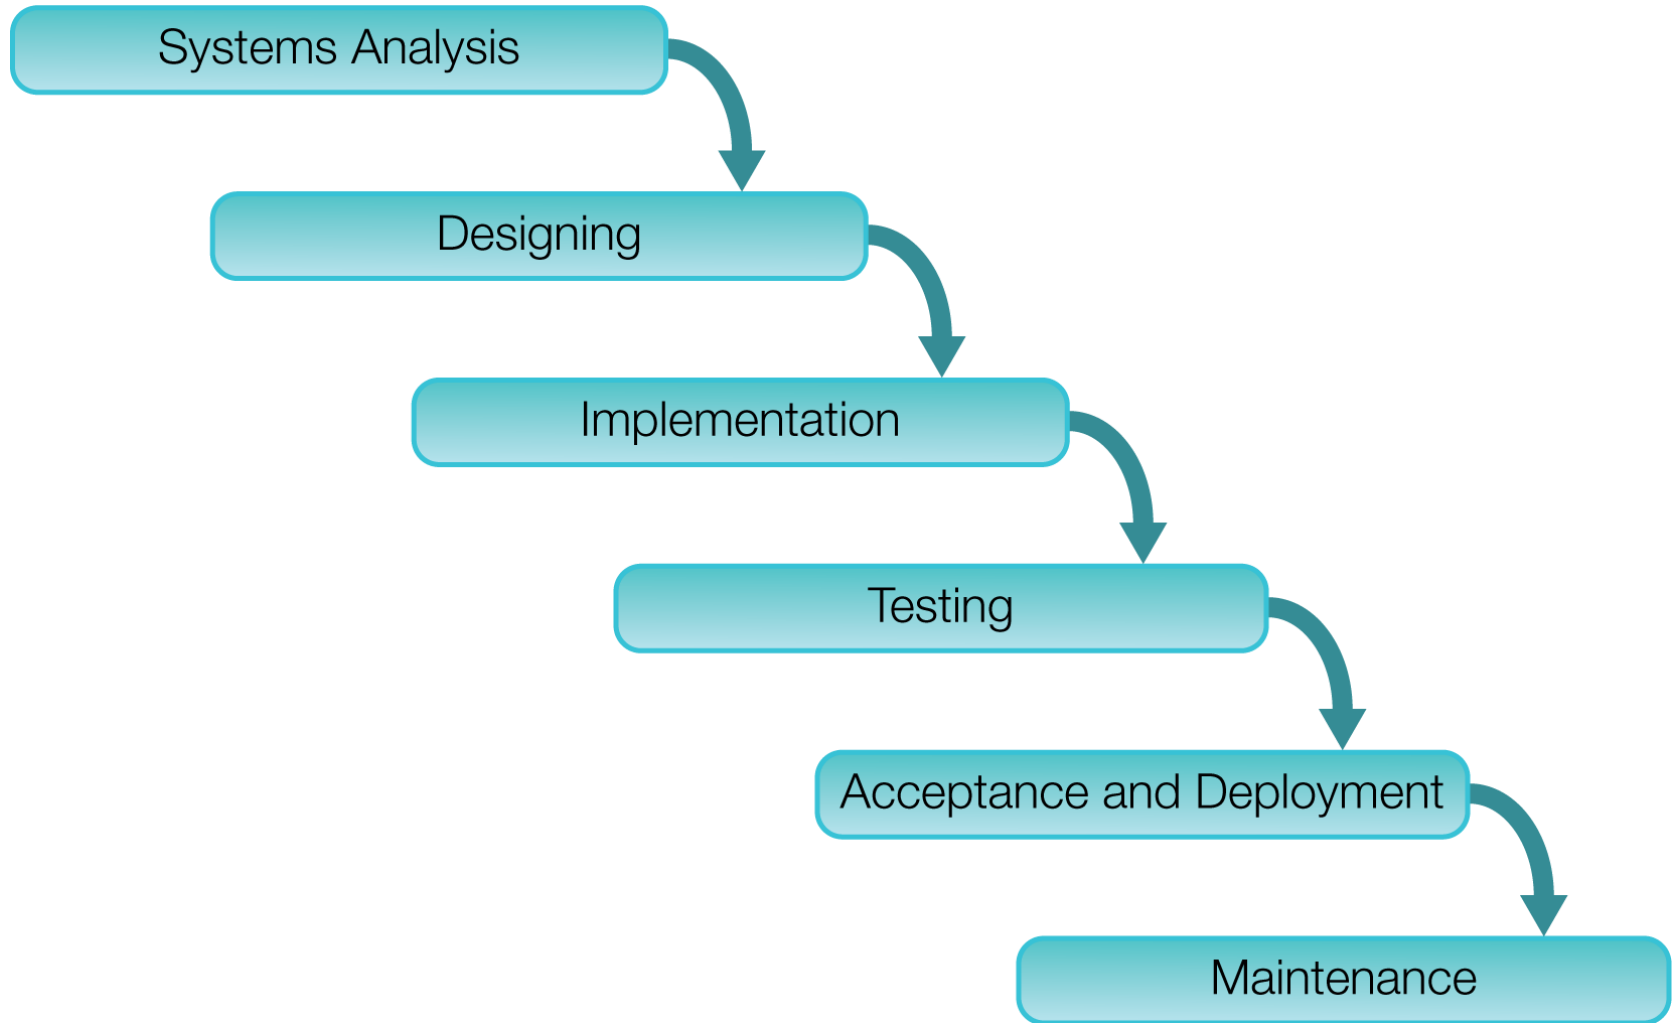 Systems Analysis
Designing
Implementation
Testing
Acceptance and Deployment
Maintenance